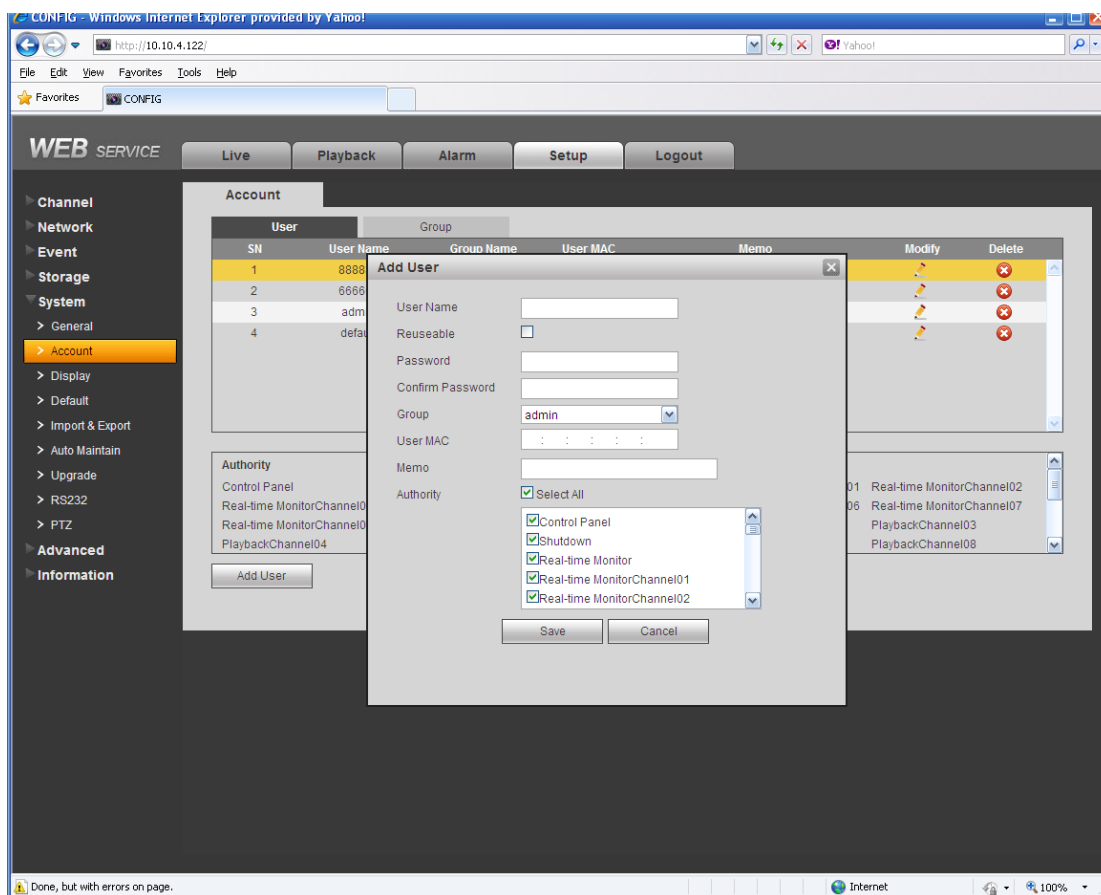 CONFIG - Windows Internet Explorer provided by Yahoo!
http://10.10.4.122/
Yahoo!
File Edit View Favorites Tools Help
Favorites CONFIG
WEB SERVICE
Live Playback Alarm Setup Logout
Channel
Network
Event
Storage
System
> General
> Account
> Display
> Default
> Import & Export
> Auto Maintain
> Upgrade
> RS232
> PTZ
Advanced
Information
Account
User Group
SN User Name Group Name User MAC Memo Modify Delete
1 8888
2 6666
3 adm
4 defau
Authority
Control Panel 01 Real-time MonitorChannel02
Real-time MonitorChannel0 06 Real-time MonitorChannel07
Real-time MonitorChannel0 PlaybackChannel03
PlaybackChannel04 PlaybackChannel08
Add User
Add User
User Name
Reuseable
Password
Confirm Password
Group admin
User MAC : : : : :
Memo
Authority Select All
Control Panel
Shutdown
Real-time Monitor
Real-time MonitorChannel01
Real-time MonitorChannel02
Save Cancel
Done, but with errors on page. Internet 100%